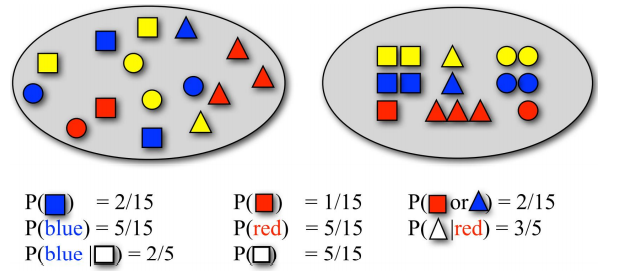 P(🟦) = 2/15 P(🟥) = 1/15 P(🟥 or 🔺) = 2/15
P(blue) = 5/15 P(red) = 5/15 P(△|red) = 3/5
P(blue |□) = 2/5 P(□) = 5/15